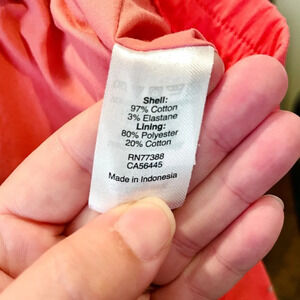 Shell:
97% Cotton
3% Elastane
Lining:
80% Polyester
20% Cotton
RN77388
CA56445
Made in Indonesia